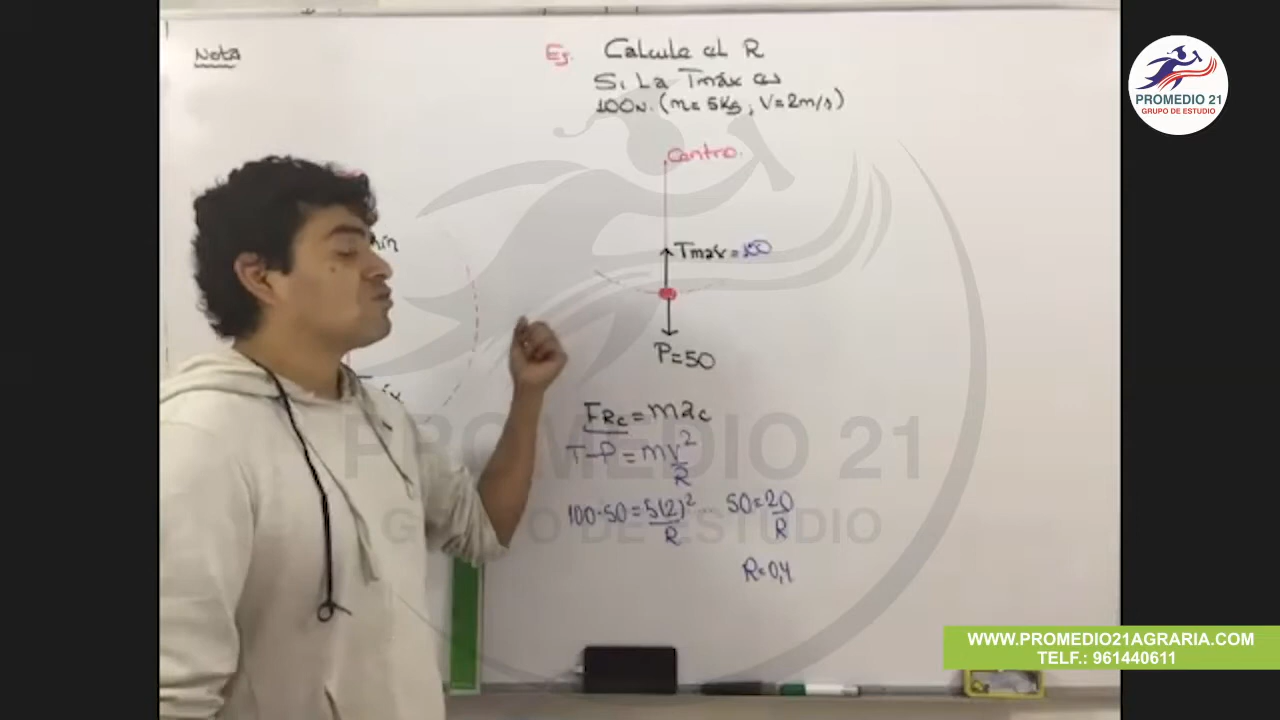 Nota
Ej. Calcule el R
Si La Tmáx es
100N. (m=5Kg; V=2m/s)
Centro.
Tmáx = 100
P=50
FRc = mac
T-P = mv²/R
100-50 = 5(2)²/R ... 50=20/R
R=0,4
PROMEDIO 21
GRUPO DE ESTUDIO
PROMEDIO 21
GRUPO DE ESTUDIO
WWW.PROMEDIO21AGRARIA.COM
TELF.: 961440611